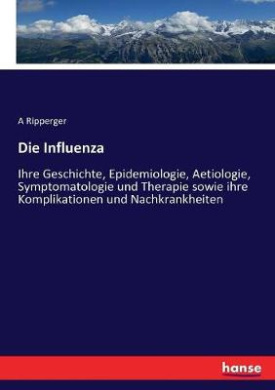 A Ripperger
Die Influenza
Ihre Geschichte, Epidemiologie, Aetiologie,
Symptomatologie und Therapie sowie ihre
Komplikationen und Nachkrankheiten
hanse